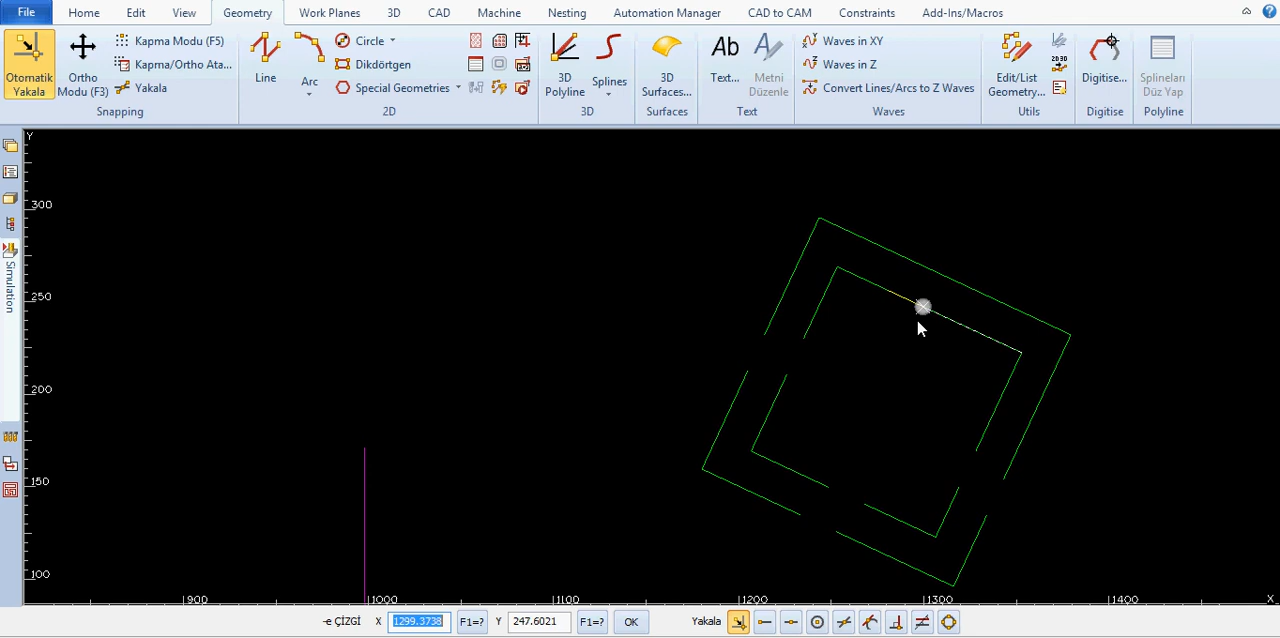 File Home Edit View Geometry Work Planes 3D CAD Machine Nesting Automation Manager CAD to CAM Constraints Add-Ins/Macros
Otomatik Yakala
Ortho Modu (F3)
Kapma Modu (F5)
Kapma/Ortho Ata...
Yakala
Snapping
Line
Arc
Circle
Dikdörtgen
Special Geometries
2D
3D Polyline
Splines
3D
3D Surfaces...
Surfaces
Text...
Metni Düzenle
Text
Waves in XY
Waves in Z
Convert Lines/Arcs to Z Waves
Waves
Edit/List Geometry...
Utils
Digitise...
Digitise
Splineları Düz Yap
Polyline
Simulation
Y
300
250
200
150
100
900 1000 1100 1200 1300 1400 X
-e ÇİZGİ X 1299.3738 F1=? Y 247.6021 F1=? OK Yakala